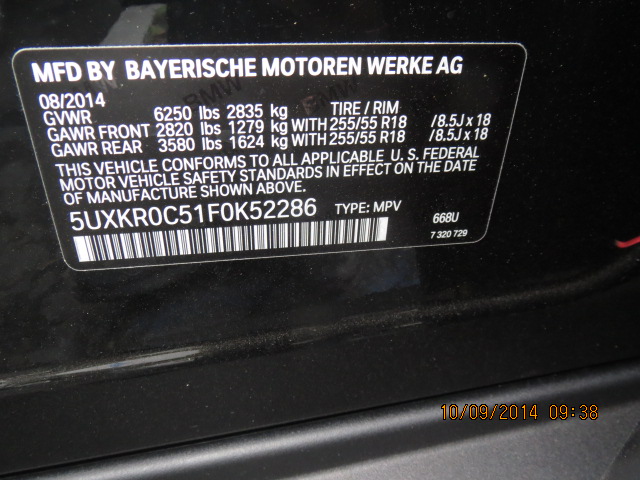 MFD BY BAYERISCHE MOTOREN WERKE AG
08/2014
GVWR 6250 lbs 2835 kg TIRE / RIM
GAWR FRONT 2820 lbs 1279 kg WITH 255/55 R18 /8.5J x 18
GAWR REAR 3580 lbs 1624 kg WITH 255/55 R18 /8.5J x 18
THIS VEHICLE CONFORMS TO ALL APPLICABLE U. S. FEDERAL
MOTOR VEHICLE SAFETY STANDARDS IN EFFECT ON THE DATE
OF MANUFACTURE SHOWN ABOVE.
5UXKR0C51F0K52286 TYPE: MPV 668U
7 320 729
10/09/2014 09:38